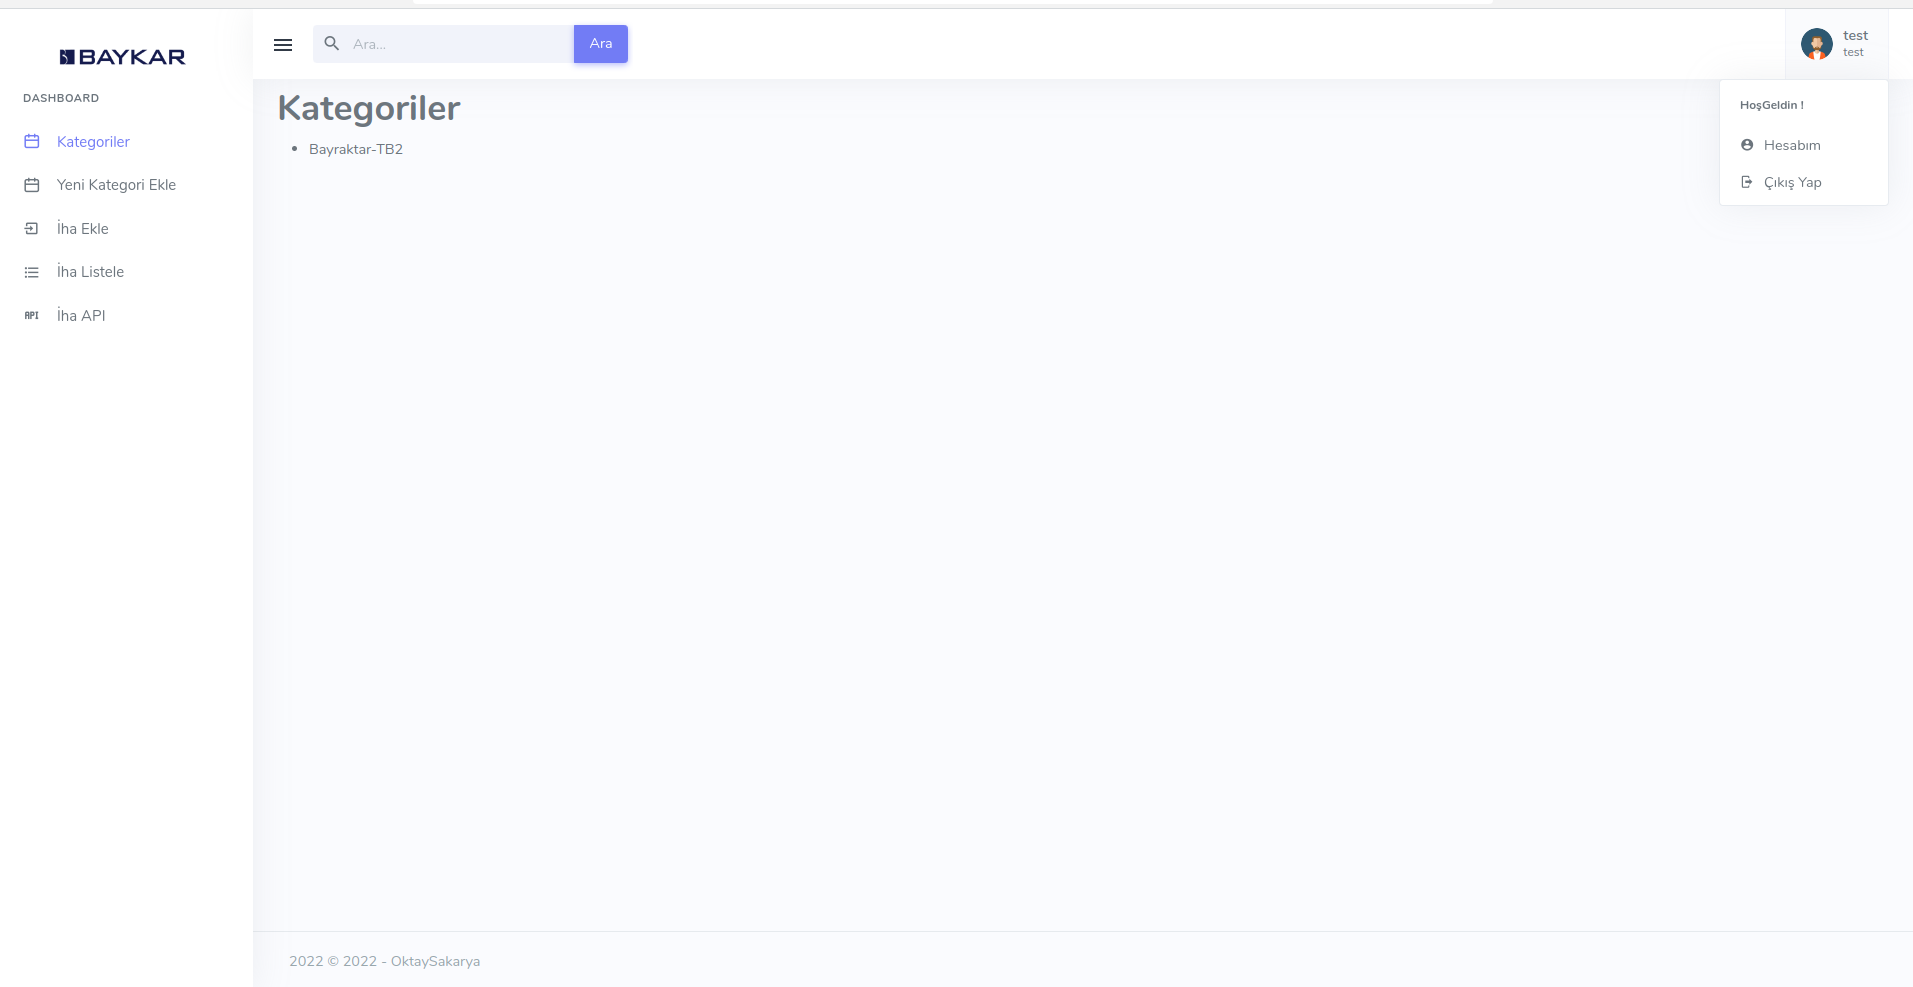 BAYKAR
DASHBOARD
Kategoriler
Yeni Kategori Ekle
İha Ekle
İha Listele
API İha API
Ara...
Ara
test
test
HoşGeldin !
Hesabım
Çıkış Yap
Kategoriler
Bayraktar-TB2
2022 © 2022 - OktaySakarya